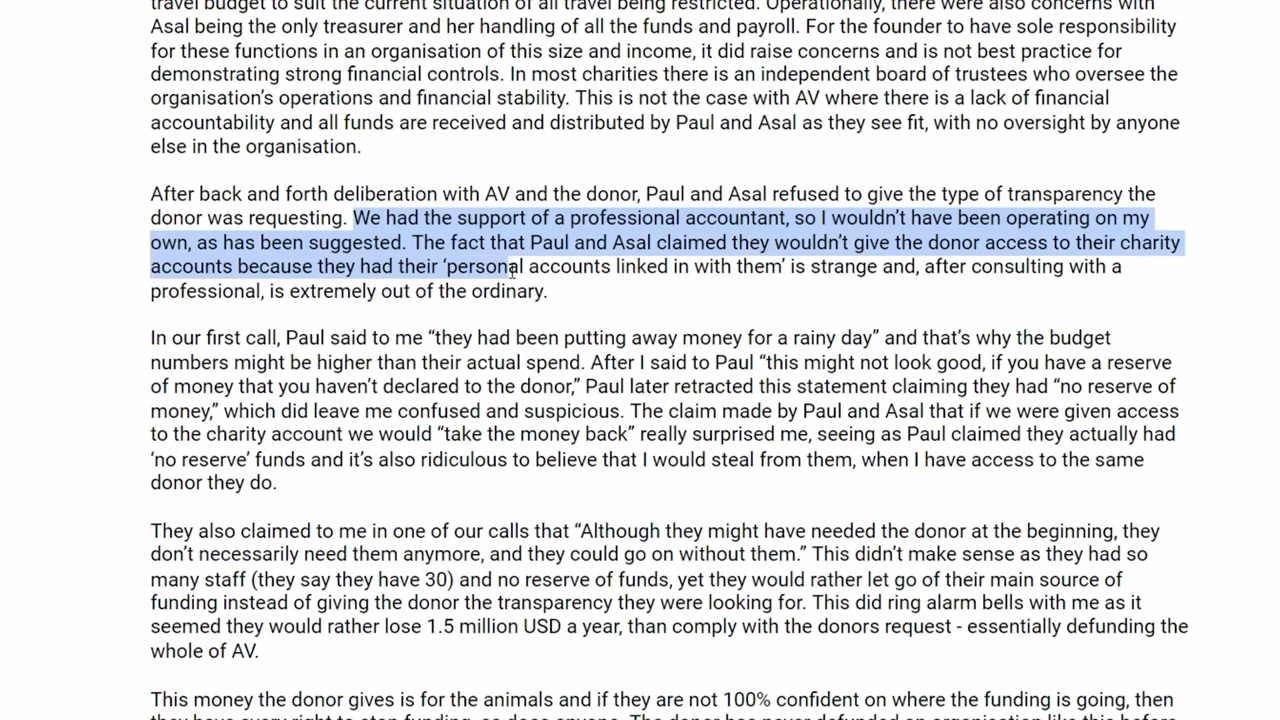 travel budget to suit the current situation of all travel being restricted. Operationally, there were also concerns with
Asal being the only treasurer and her handling of all the funds and payroll. For the founder to have sole responsibility
for these functions in an organisation of this size and income, it did raise concerns and is not best practice for
demonstrating strong financial controls. In most charities there is an independent board of trustees who oversee the
organisation’s operations and financial stability. This is not the case with AV where there is a lack of financial
accountability and all funds are received and distributed by Paul and Asal as they see fit, with no oversight by anyone
else in the organisation.
After back and forth deliberation with AV and the donor, Paul and Asal refused to give the type of transparency the
donor was requesting. We had the support of a professional accountant, so I wouldn’t have been operating on my
own, as has been suggested. The fact that Paul and Asal claimed they wouldn’t give the donor access to their charity
accounts because they had their ‘personal accounts linked in with them’ is strange and, after consulting with a
professional, is extremely out of the ordinary.
In our first call, Paul said to me “they had been putting away money for a rainy day” and that’s why the budget
numbers might be higher than their actual spend. After I said to Paul “this might not look good, if you have a reserve
of money that you haven’t declared to the donor,” Paul later retracted this statement claiming they had “no reserve of
money,” which did leave me confused and suspicious. The claim made by Paul and Asal that if we were given access
to the charity account we would “take the money back” really surprised me, seeing as Paul claimed they actually had
‘no reserve’ funds and it’s also ridiculous to believe that I would steal from them, when I have access to the same
donor they do.
They also claimed to me in one of our calls that “Although they might have needed the donor at the beginning, they
don’t necessarily need them anymore, and they could go on without them.” This didn’t make sense as they had so
many staff (they say they have 30) and no reserve of funds, yet they would rather let go of their main source of
funding instead of giving the donor the transparency they were looking for. This did ring alarm bells with me as it
seemed they would rather lose 1.5 million USD a year, than comply with the donors request - essentially defunding the
whole of AV.
This money the donor gives is for the animals and if they are not 100% confident on where the funding is going, then
they have every right to stop funding, as does anyone. The donor has never defunded an organisation like this before